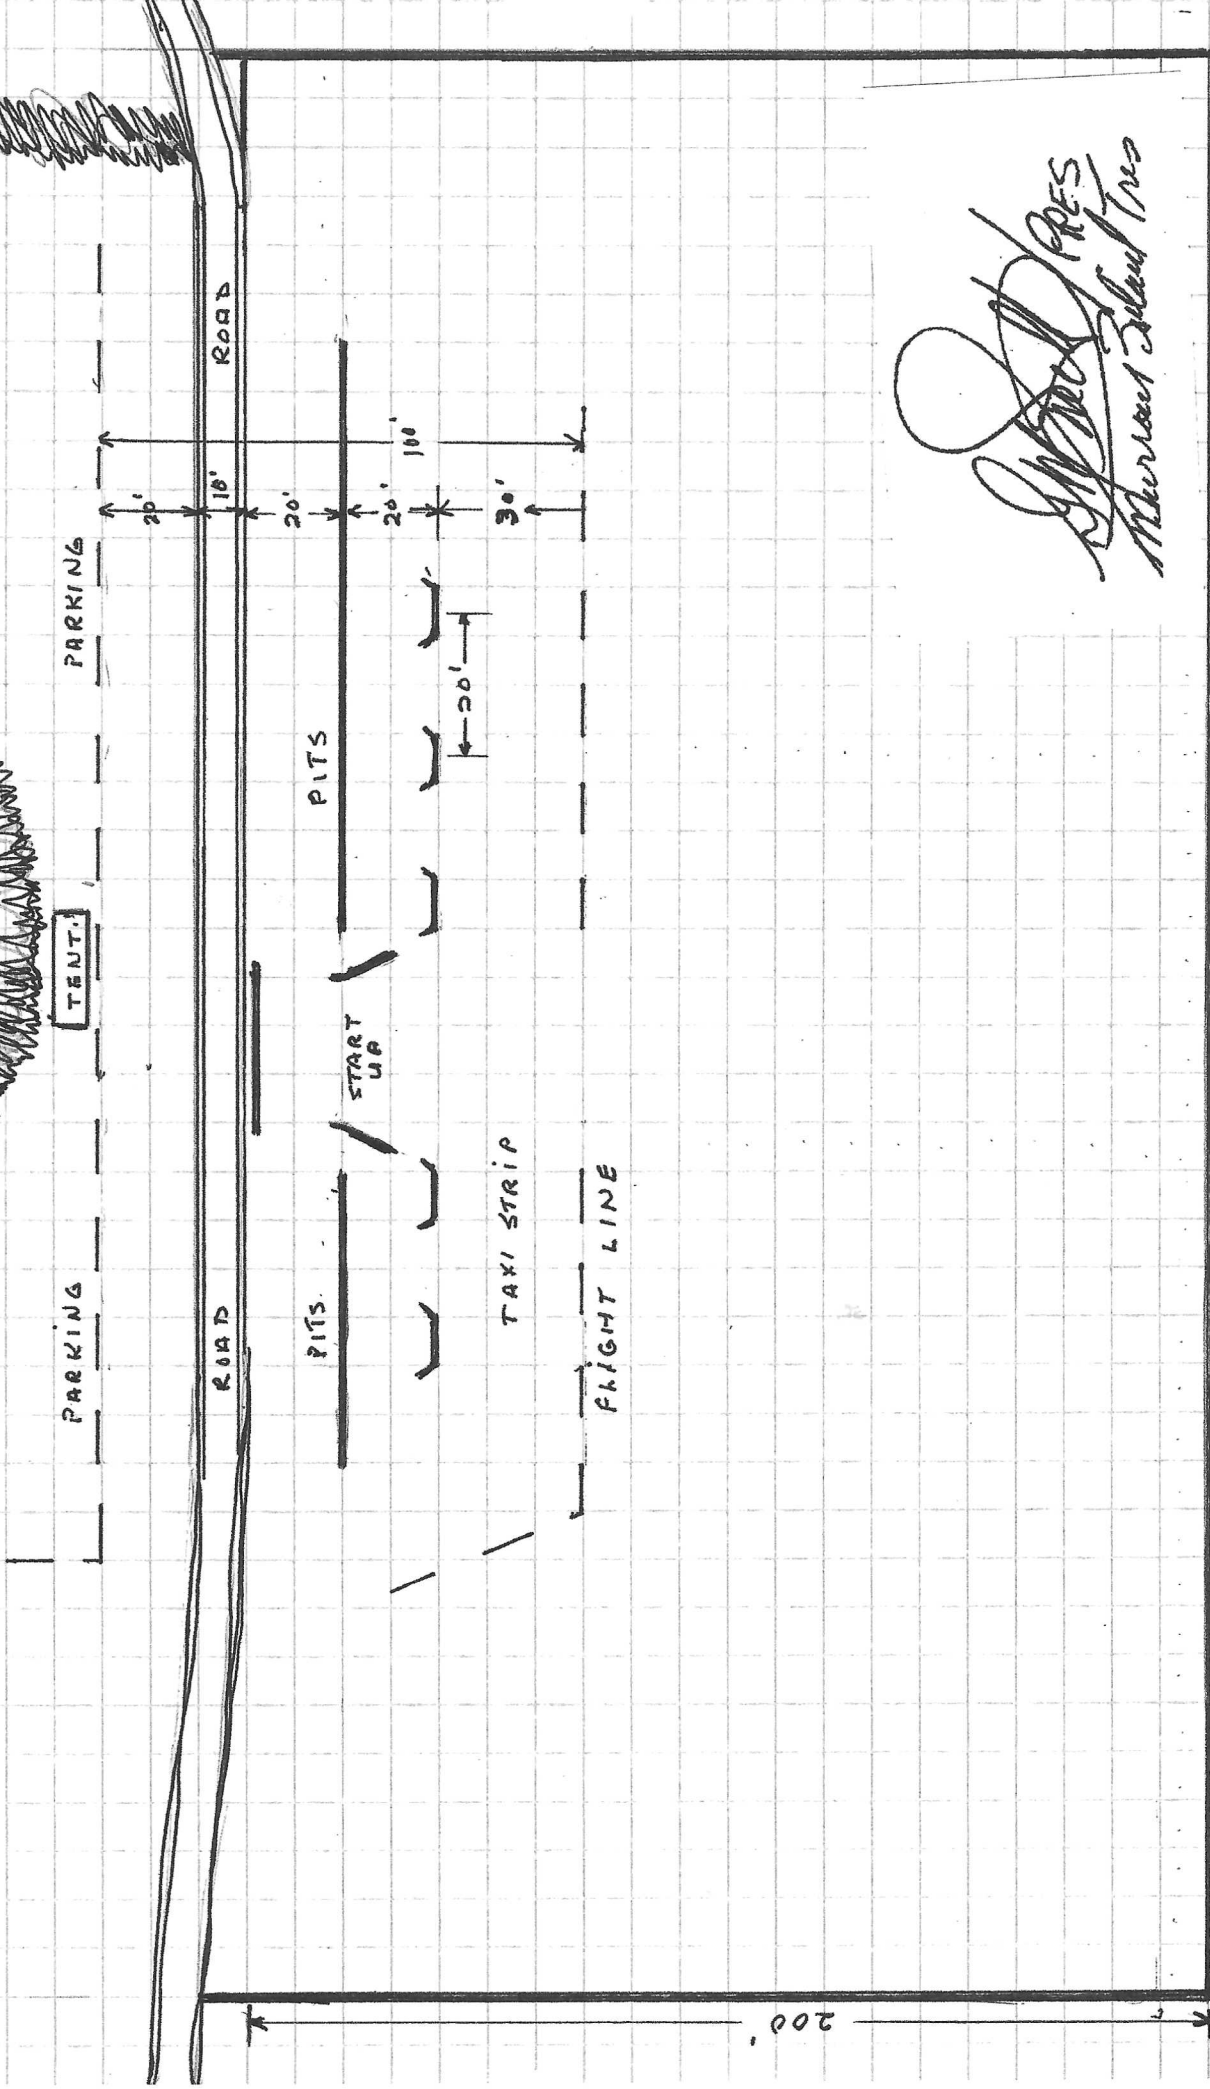 TENT.
PARKING
PARKING
ROAD
ROAD
20'
10'
20'
20'
30'
100'
PITS.
PITS
START
UP
20'
TAXI STRIP
FLIGHT LINE
200'
PRES
Tres